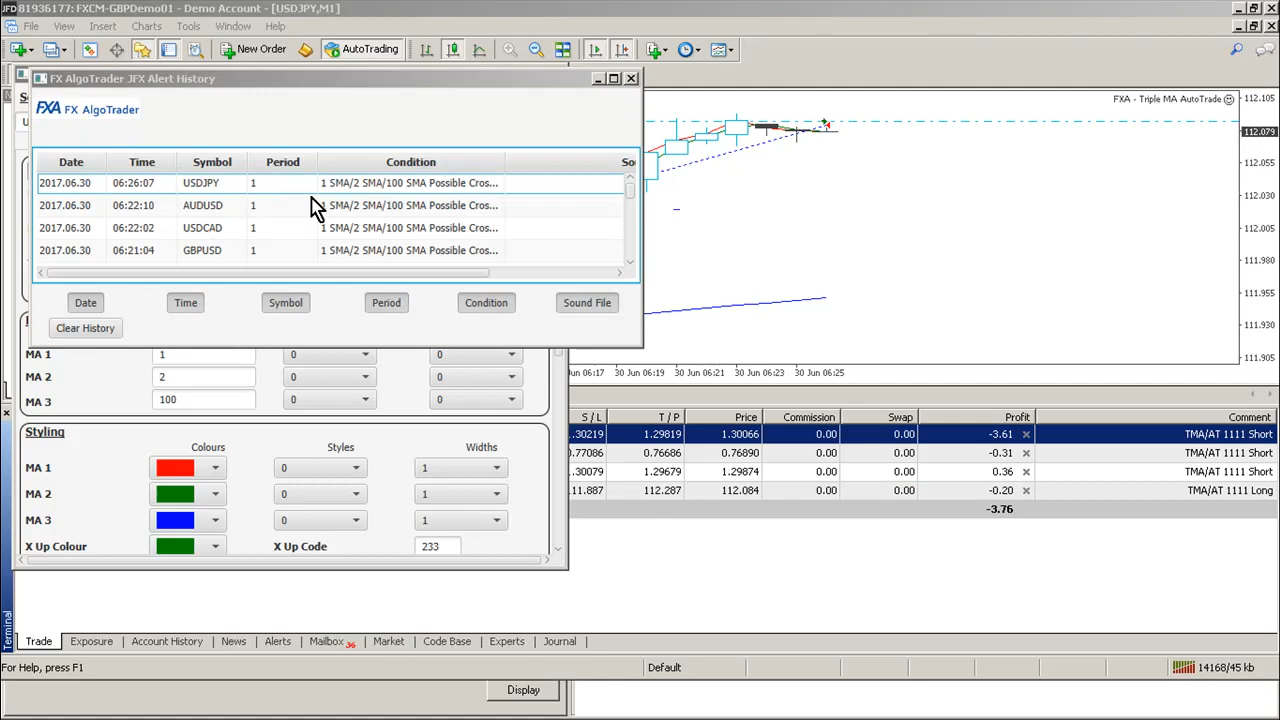 81936177: FXCM-GBPDemo01 - Demo Account - [USDJPY,M1]
File View Insert Charts Tools Window Help
New Order AutoTrading
FX AlgoTrader JFX Alert History
FXA FX AlgoTrader
Date Time Symbol Period Condition So
2017.06.30 06:26:07 USDJPY 1 1 SMA/2 SMA/100 SMA Possible Cros...
2017.06.30 06:22:10 AUDUSD 1 1 SMA/2 SMA/100 SMA Possible Cros...
2017.06.30 06:22:02 USDCAD 1 1 SMA/2 SMA/100 SMA Possible Cros...
2017.06.30 06:21:04 GBPUSD 1 1 SMA/2 SMA/100 SMA Possible Cros...
Date Time Symbol Period Condition Sound File
Clear History
FXA - Triple MA AutoTrade
112.105
112.079
112.055
112.030
112.005
111.980
111.955
111.930
111.905
30 Jun 06:17 30 Jun 06:19 30 Jun 06:21 30 Jun 06:23 30 Jun 06:25
MA 1 1 0 0
MA 2 2 0 0
MA 3 100 0 0
Styling
Colours Styles Widths
MA 1 0 1
MA 2 0 1
MA 3 0 1
X Up Colour X Up Code 233
S / L T / P Price Commission Swap Profit Comment
1.30219 1.29819 1.30066 0.00 0.00 -3.61 TMA/AT 1111 Short
0.77086 0.76686 0.76890 0.00 0.00 -0.31 TMA/AT 1111 Short
1.30079 1.29679 1.29874 0.00 0.00 0.36 TMA/AT 1111 Short
111.887 112.287 112.084 0.00 0.00 -0.20 TMA/AT 1111 Long
-3.76
Terminal
Trade Exposure Account History News Alerts Mailbox 36 Market Code Base Experts Journal
For Help, press F1 Default 14168/45 kb
Display